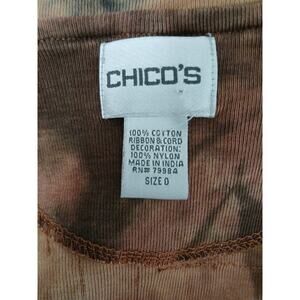 CHICO'S
100% COTTON
RIBBON & CORD
DECORATION:
100% NYLON
MADE IN INDIA
RN# 79984
SIZE 0